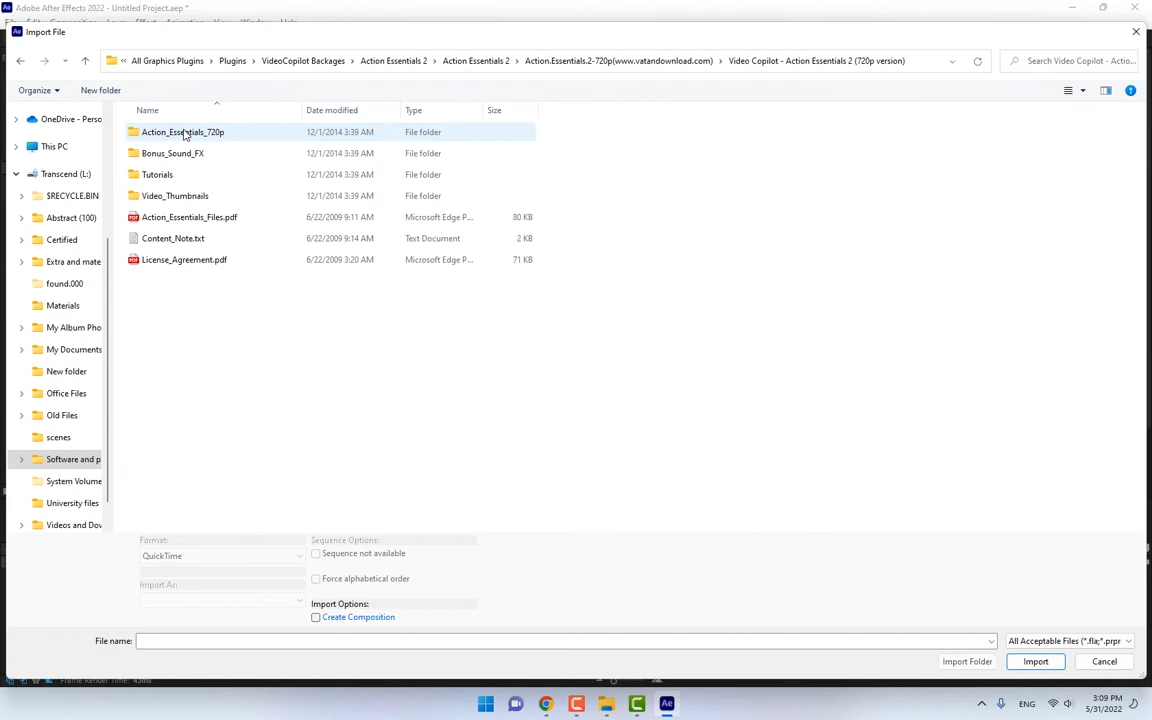 Adobe After Effects 2022 - Untitled Project.aep *
Import File
« All Graphics Plugins > Plugins > VideoCopilot Backages > Action Essentials 2 > Action Essentials 2 > Action.Essentials.2-720p(www.vatandownload.com) > Video Copilot - Action Essentials 2 (720p version)
Search Video Copilot - Actio...
Organize
New folder
Name Date modified Type Size
OneDrive - Perso
This PC
Transcend (L:)
$RECYCLE.BIN
Abstract (100)
Certified
Extra and mate
found.000
Materials
My Album Pho
My Documents
New folder
Office Files
Old Files
scenes
Software and p
System Volume
University files
Videos and Dov
Action_Essentials_720p 12/1/2014 3:39 AM File folder
Bonus_Sound_FX 12/1/2014 3:39 AM File folder
Tutorials 12/1/2014 3:39 AM File folder
Video_Thumbnails 12/1/2014 3:39 AM File folder
Action_Essentials_Files.pdf 6/22/2009 9:11 AM Microsoft Edge P... 80 KB
Content_Note.txt 6/22/2009 9:14 AM Text Document 2 KB
License_Agreement.pdf 6/22/2009 3:20 AM Microsoft Edge P... 71 KB
Format:
QuickTime
Import As:
Sequence Options:
Sequence not available
Force alphabetical order
Import Options:
Create Composition
File name:
All Acceptable Files (*.fla;*.prpr
Import Folder
Import
Cancel
Frame Render Time: 43ms
ENG
3:09 PM
5/31/2022